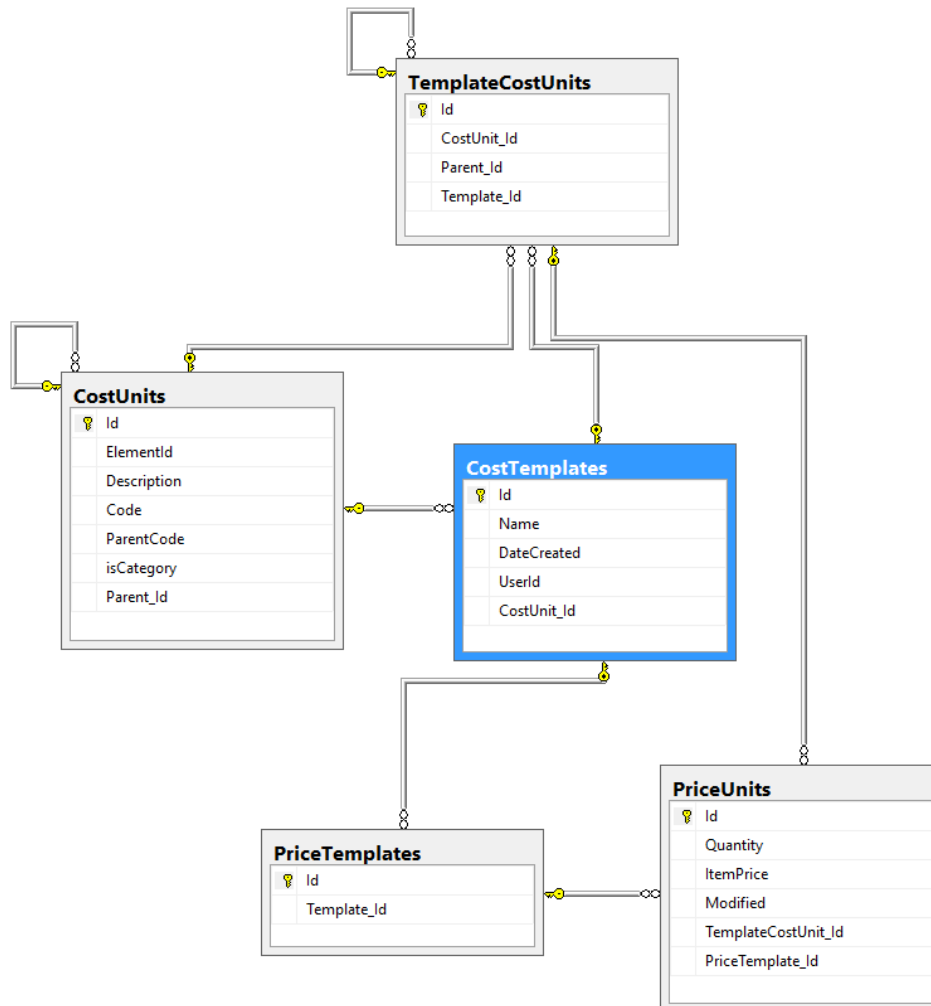 TemplateCostUnits
Id
CostUnit_Id
Parent_Id
Template_Id
CostUnits
Id
ElementId
Description
Code
ParentCode
isCategory
Parent_Id
CostTemplates
Id
Name
DateCreated
UserId
CostUnit_Id
PriceTemplates
Id
Template_Id
PriceUnits
Id
Quantity
ItemPrice
Modified
TemplateCostUnit_Id
PriceTemplate_Id